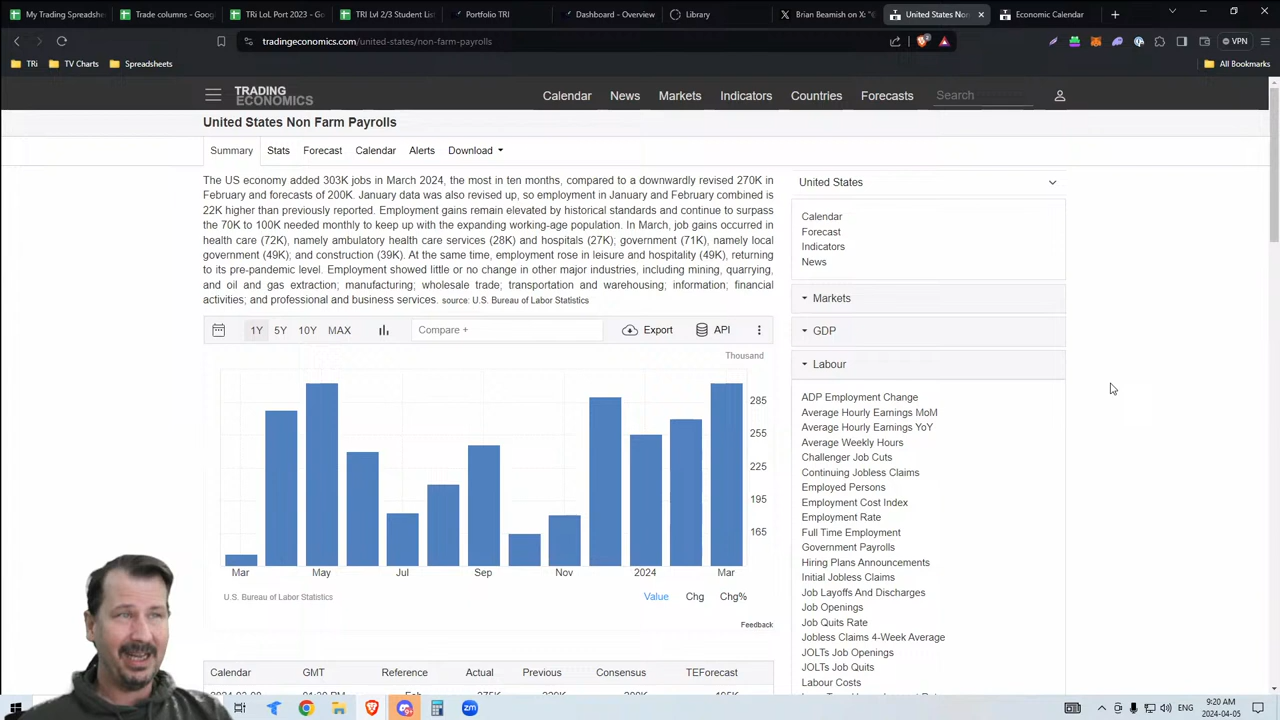 My Trading Spreadshe
Trade columns - Goog
TRi LoL Port 2023 - Go
TRI Lvl 2/3 Student List
Portfolio TRI
Dashboard - Overview
Library
Brian Beamish on X: "
United States Non
Economic Calendar
tradingeconomics.com/united-states/non-farm-payrolls
VPN
TRi
TV Charts
Spreadsheets
All Bookmarks
TRADING
ECONOMICS
Calendar
News
Markets
Indicators
Countries
Forecasts
Search
United States Non Farm Payrolls
Summary
Stats
Forecast
Calendar
Alerts
Download
The US economy added 303K jobs in March 2024, the most in ten months, compared to a downwardly revised 270K in
February and forecasts of 200K. January data was also revised up, so employment in January and February combined is
22K higher than previously reported. Employment gains remain elevated by historical standards and continue to surpass
the 70K to 100K needed monthly to keep up with the expanding working-age population. In March, job gains occurred in
health care (72K), namely ambulatory health care services (28K) and hospitals (27K); government (71K), namely local
government (49K); and construction (39K). At the same time, employment rose in leisure and hospitality (49K), returning
to its pre-pandemic level. Employment showed little or no change in other major industries, including mining, quarrying,
and oil and gas extraction; manufacturing; wholesale trade; transportation and warehousing; information; financial
activities; and professional and business services. source: U.S. Bureau of Labor Statistics
1Y
5Y
10Y
MAX
Compare +
Export
API
Thousand
285
255
225
195
165
Mar
May
Jul
Sep
Nov
2024
Mar
U.S. Bureau of Labor Statistics
Value
Chg
Chg%
Feedback
Calendar
GMT
Reference
Actual
Previous
Consensus
TEForecast
United States
Calendar
Forecast
Indicators
News
Markets
GDP
Labour
ADP Employment Change
Average Hourly Earnings MoM
Average Hourly Earnings YoY
Average Weekly Hours
Challenger Job Cuts
Continuing Jobless Claims
Employed Persons
Employment Cost Index
Employment Rate
Full Time Employment
Government Payrolls
Hiring Plans Announcements
Initial Jobless Claims
Job Layoffs And Discharges
Job Openings
Job Quits Rate
Jobless Claims 4-Week Average
JOLTs Job Openings
JOLTs Job Quits
Labour Costs
zm
ENG
9:20 AM
2024-04-05